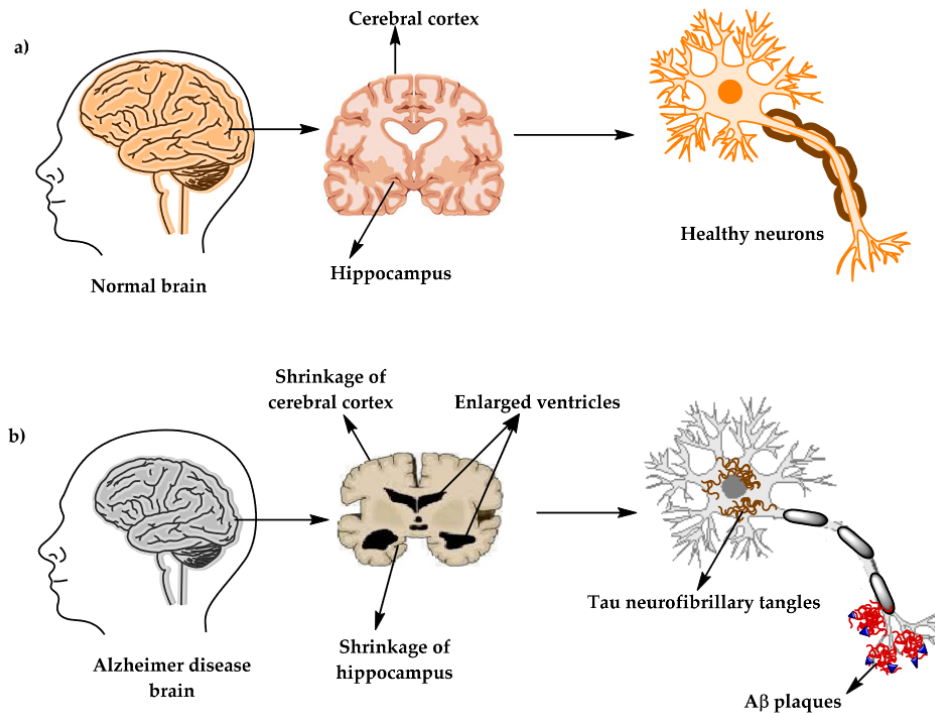 a)
Cerebral cortex
Normal brain
Hippocampus
Healthy neurons
b)
Shrinkage of
cerebral cortex
Enlarged ventricles
Alzheimer disease
brain
Shrinkage of
hippocampus
Tau neurofibrillary tangles
Aβ plaques